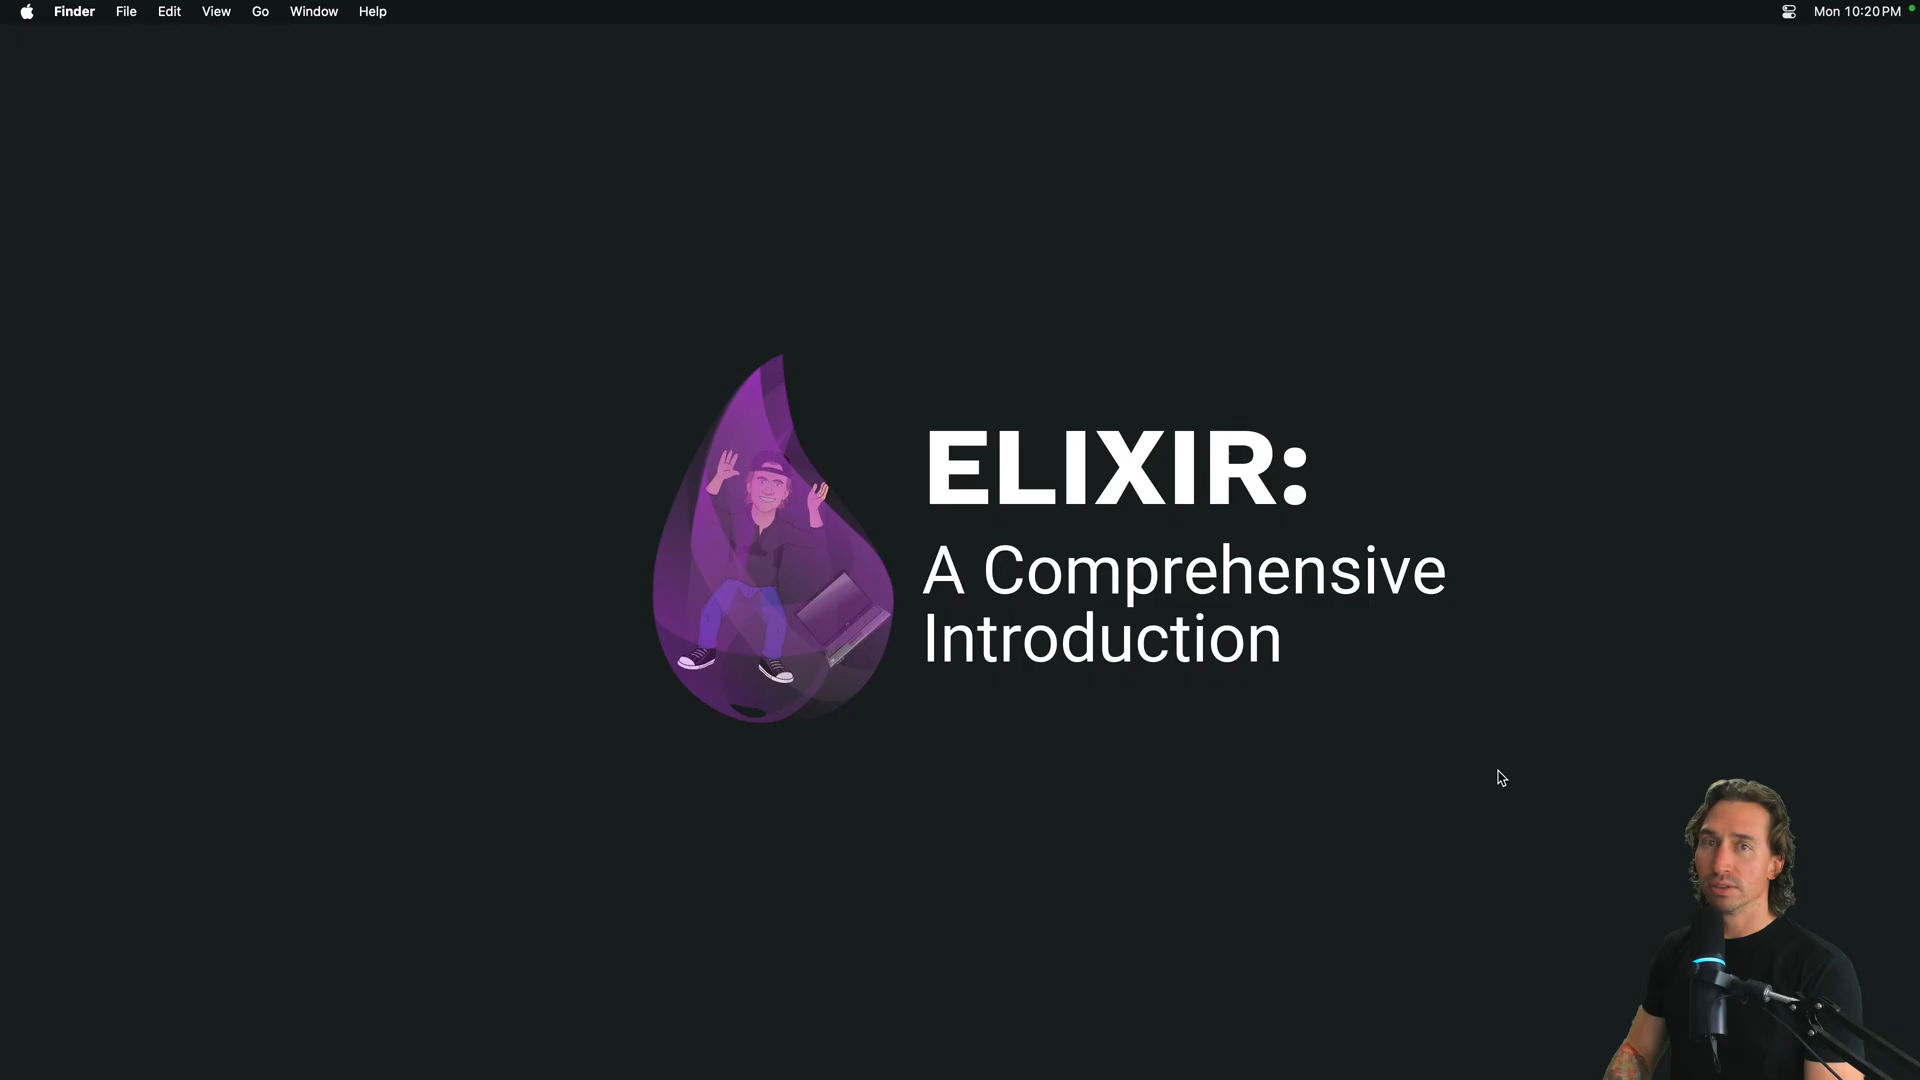 Finder File Edit View Go Window Help
Mon 10:20 PM
ELIXIR:
A Comprehensive
Introduction